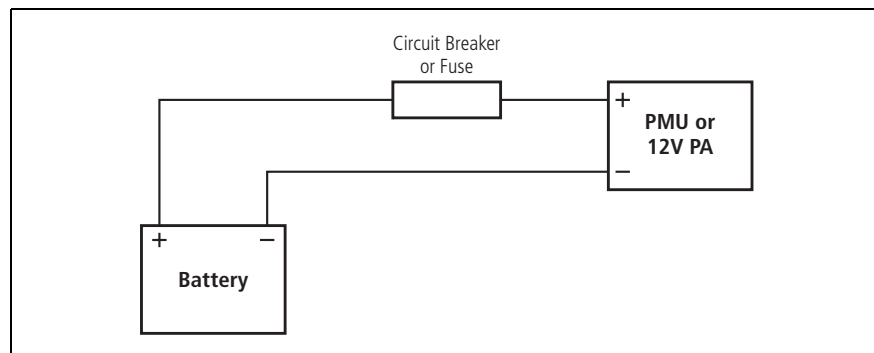 Circuit Breaker
or Fuse
+
PMU or
12V PA
−
+ −
Battery